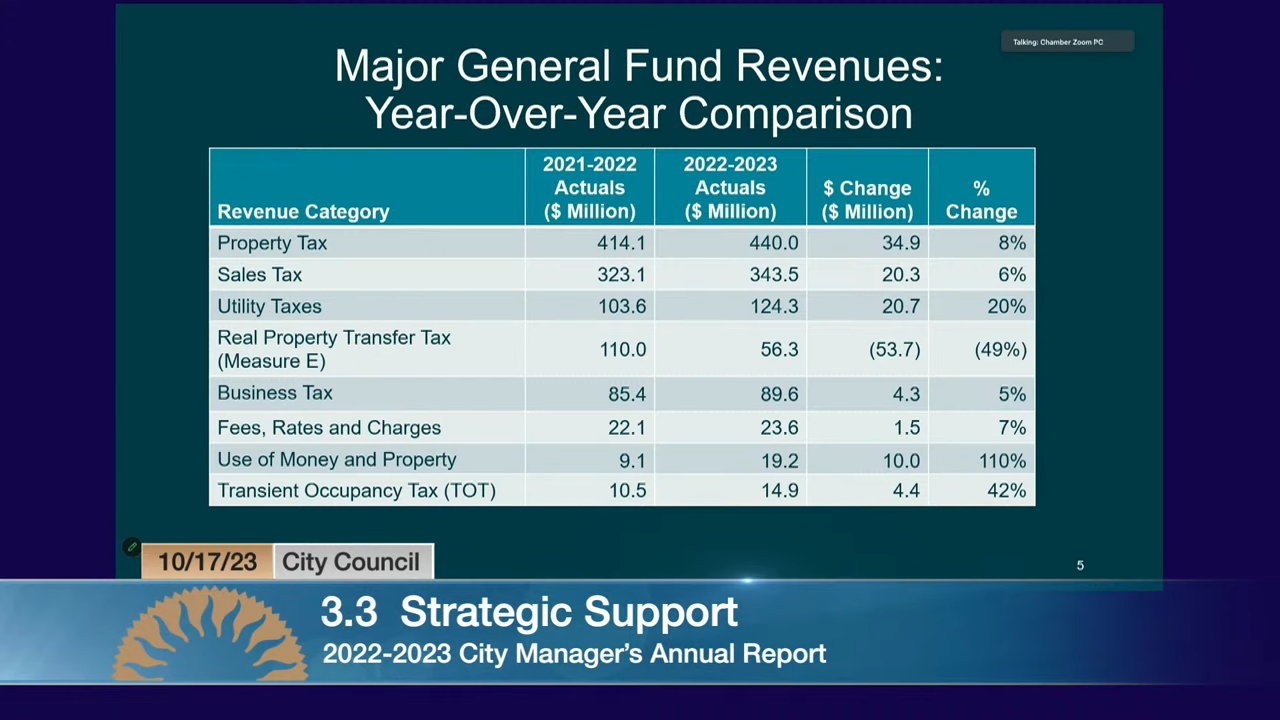 Talking: Chamber Zoom PC
Major General Fund Revenues:
Year-Over-Year Comparison
Revenue Category 2021-2022 Actuals ($ Million) 2022-2023 Actuals ($ Million) $ Change ($ Million) % Change
Property Tax 414.1 440.0 34.9 8%
Sales Tax 323.1 343.5 20.3 6%
Utility Taxes 103.6 124.3 20.7 20%
Real Property Transfer Tax (Measure E) 110.0 56.3 (53.7) (49%)
Business Tax 85.4 89.6 4.3 5%
Fees, Rates and Charges 22.1 23.6 1.5 7%
Use of Money and Property 9.1 19.2 10.0 110%
Transient Occupancy Tax (TOT) 10.5 14.9 4.4 42%
5
10/17/23 City Council
3.3 Strategic Support
2022-2023 City Manager's Annual Report